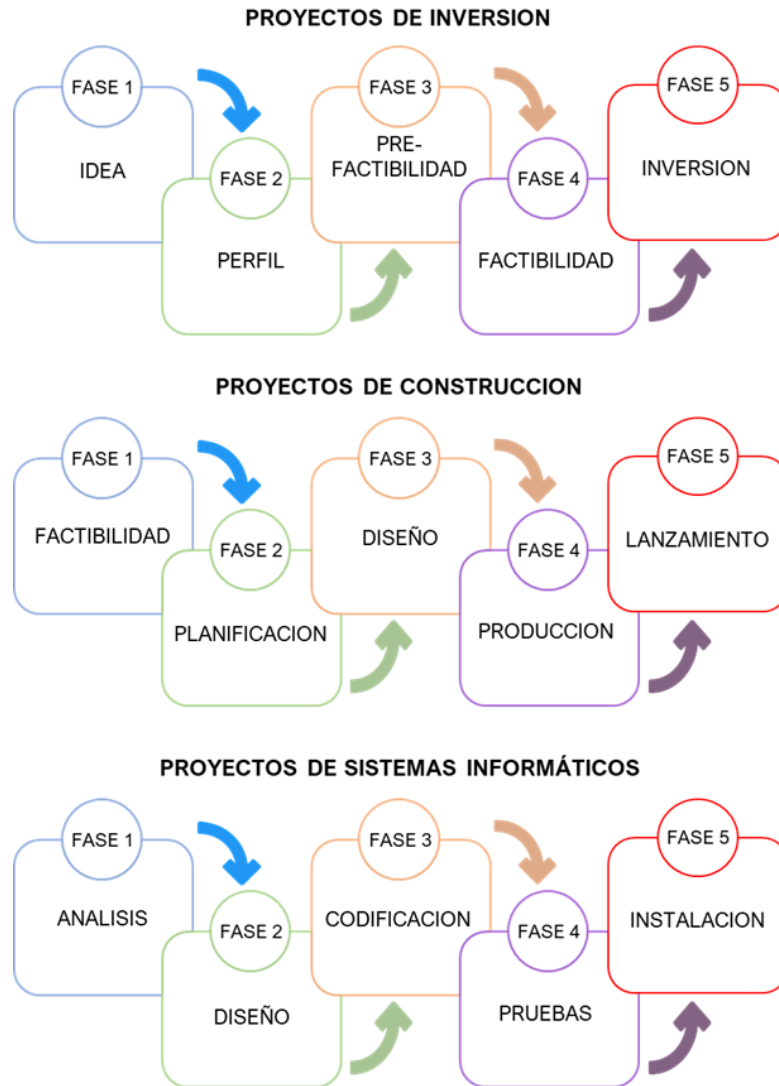 PROYECTOS DE INVERSION
FASE 1
IDEA
FASE 2
PERFIL
FASE 3
PRE-
FACTIBILIDAD
FASE 4
FACTIBILIDAD
FASE 5
INVERSION
PROYECTOS DE CONSTRUCCION
FASE 1
FACTIBILIDAD
FASE 2
PLANIFICACION
FASE 3
DISEÑO
FASE 4
PRODUCCION
FASE 5
LANZAMIENTO
PROYECTOS DE SISTEMAS INFORMÁTICOS
FASE 1
ANALISIS
FASE 2
DISEÑO
FASE 3
CODIFICACION
FASE 4
PRUEBAS
FASE 5
INSTALACION